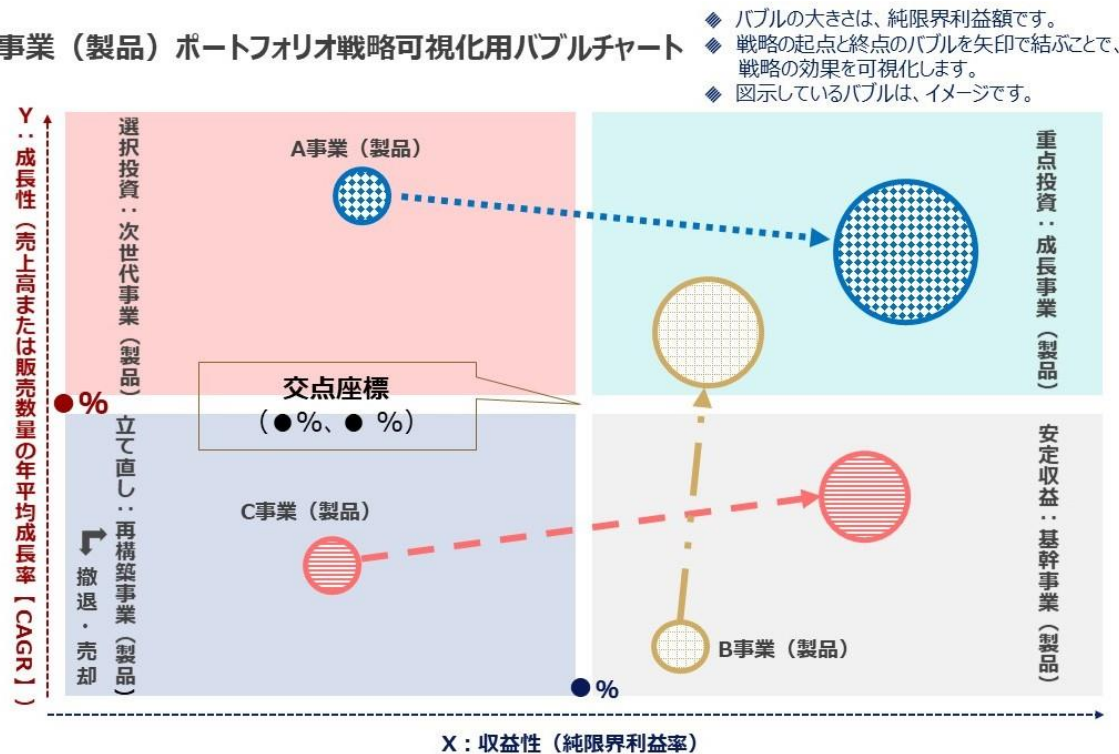 事業（製品）ポートフォリオ戦略可視化用バブルチャート
◆ バブルの大きさは、純限界利益額です。
◆ 戦略の起点と終点のバブルを矢印で結ぶことで、
戦略の効果を可視化します。
◆ 図示しているバブルは、イメージです。
Y：成長性（売上高または販売数量の年平均成長率【CAGR】）
選択投資：次世代事業（製品）
A事業（製品）
重点投資：成長事業（製品）
●%
交点座標
（●%、● %）
立て直し：再構築事業（製品）
撤退・売却
C事業（製品）
安定収益：基幹事業（製品）
B事業（製品）
●%
X：収益性（純限界利益率）